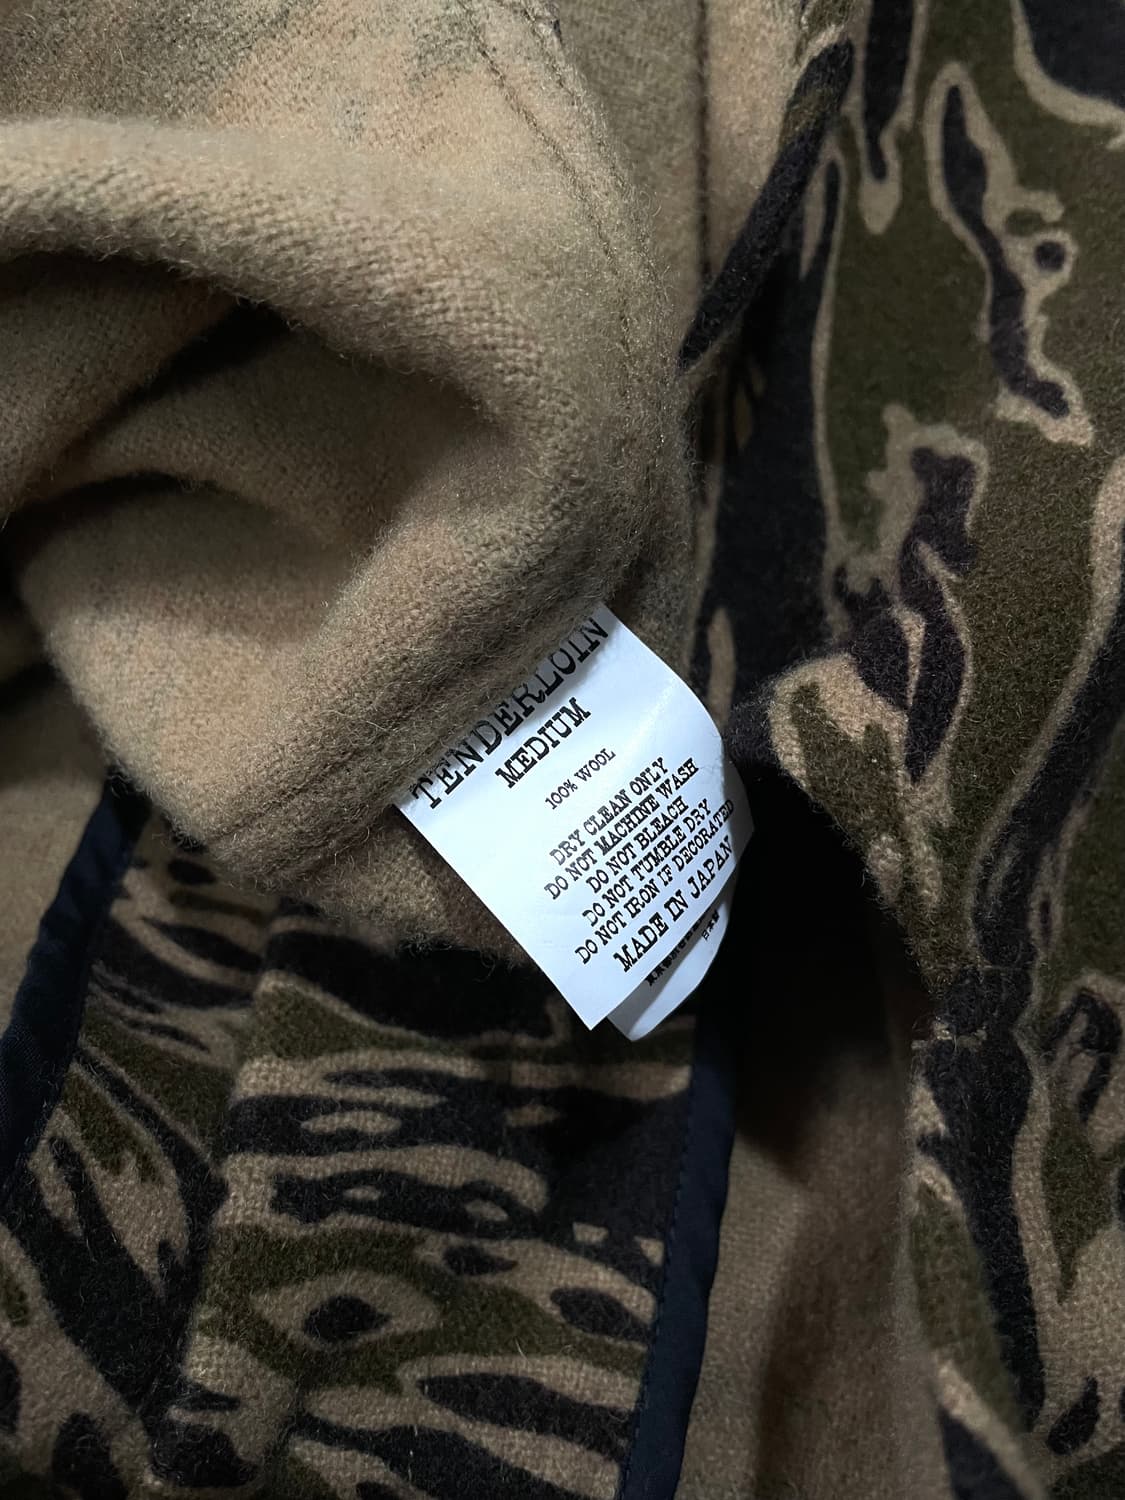 TENDERLOIN
MEDIUM
100% WOOL
DRY CLEAN ONLY
DO NOT MACHINE WASH
DO NOT BLEACH
DO NOT TUMBLE DRY
DO NOT IRON IF DECORATED
MADE IN JAPAN